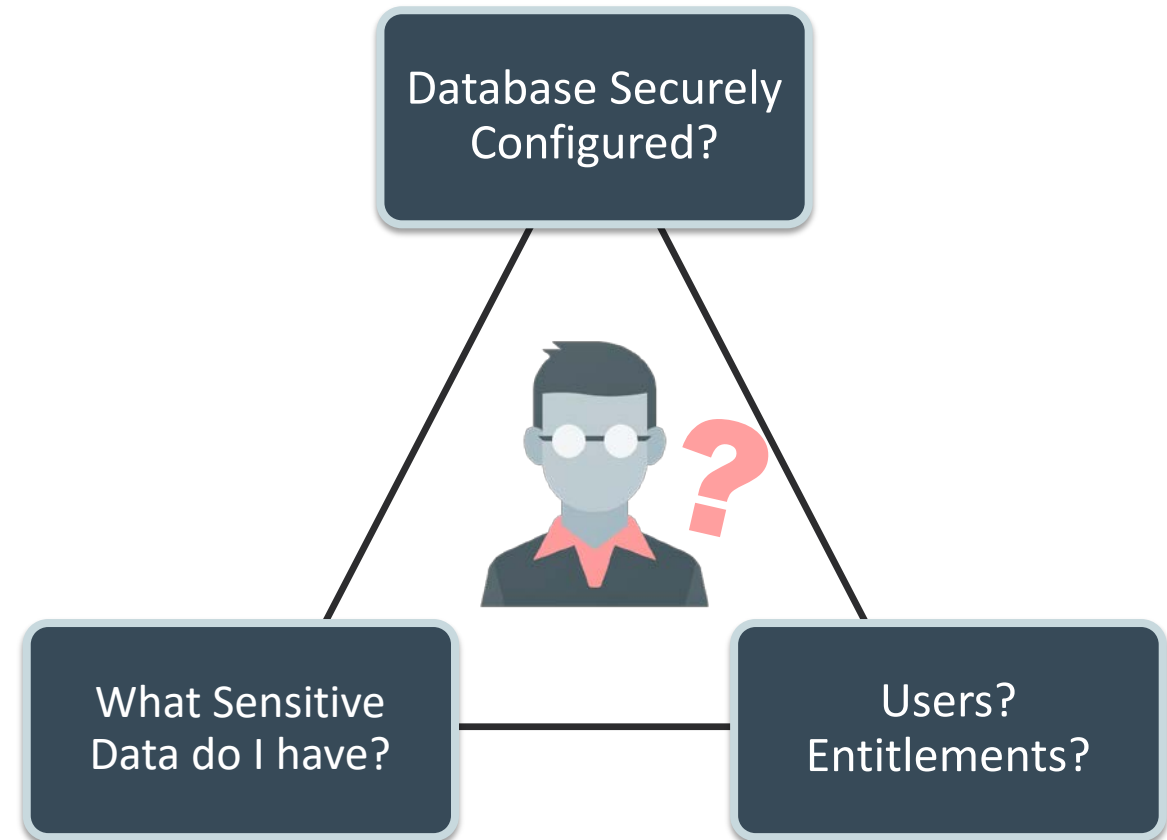 Database Securely
Configured?
?
What Sensitive
Data do I have?
Users?
Entitlements?